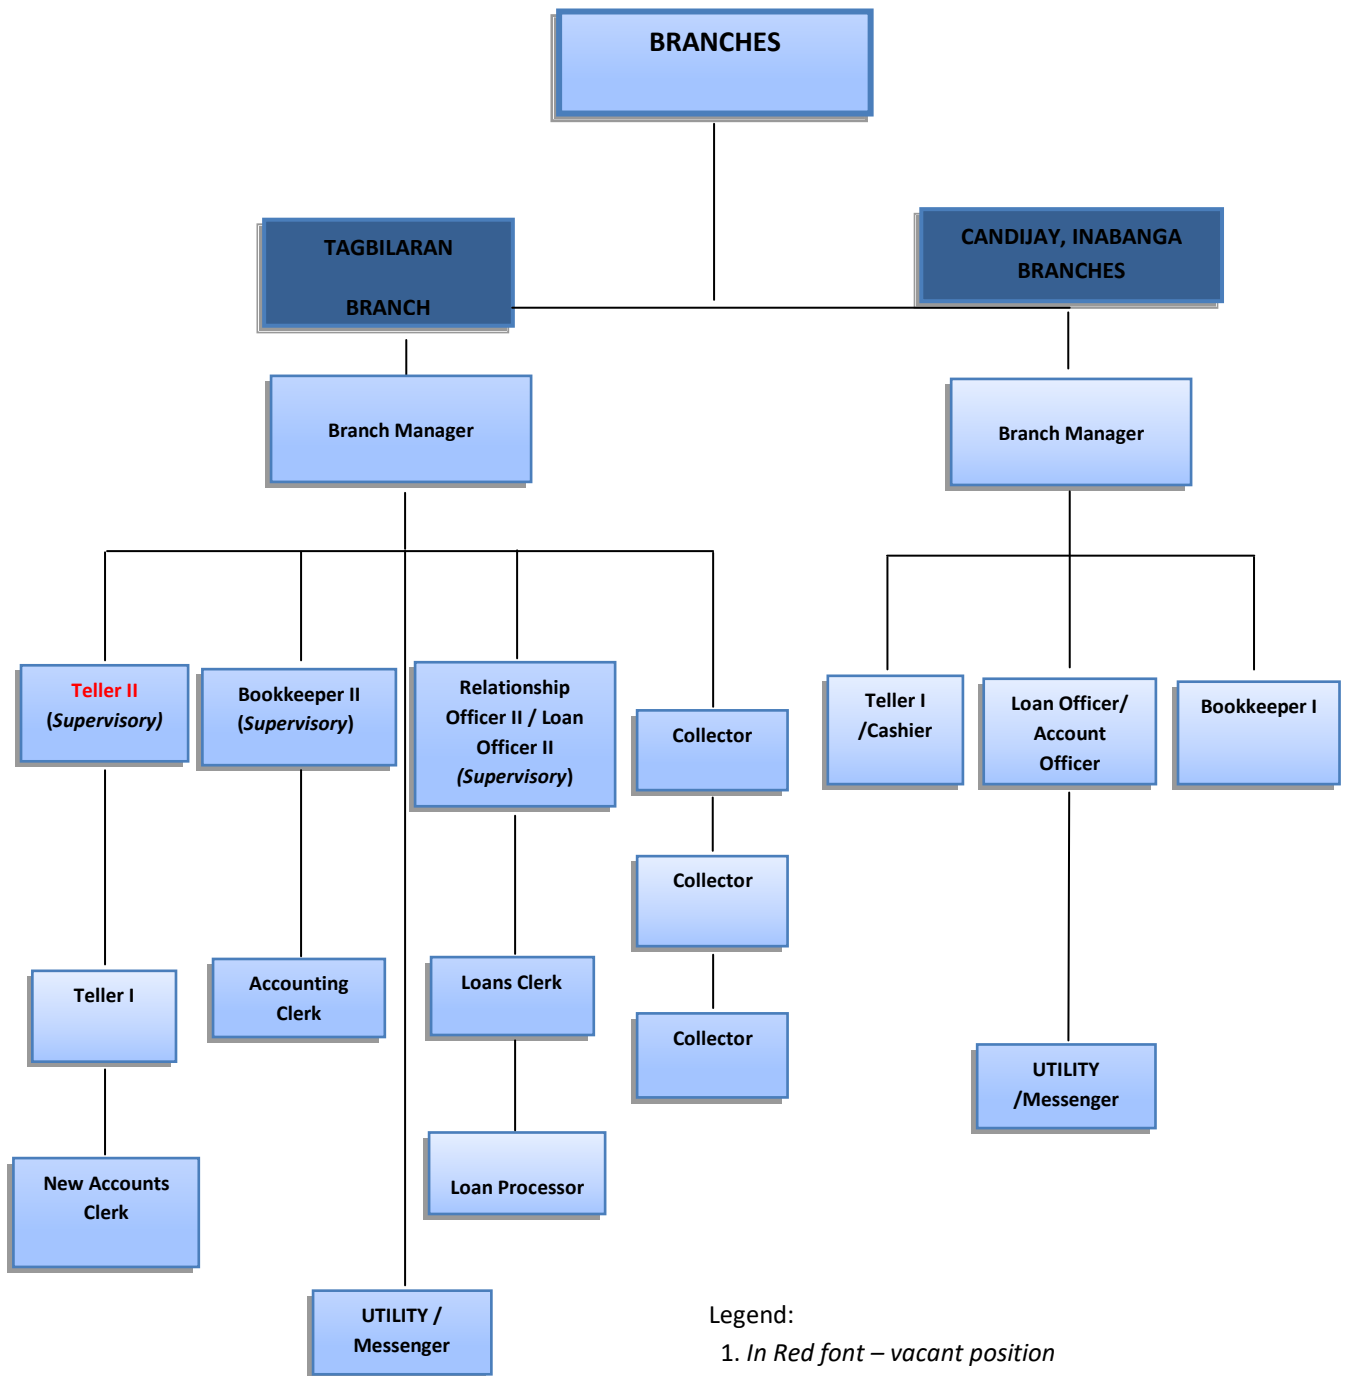 BRANCHES
TAGBILARAN
BRANCH
CANDIJAY, INABANGA
BRANCHES
Branch Manager
Branch Manager
Teller II
(Supervisory)
Bookkeeper II
(Supervisory)
Relationship
Officer II / Loan
Officer II
(Supervisory)
Collector
Teller I
/Cashier
Loan Officer/
Account
Officer
Bookkeeper I
Collector
Teller I
Accounting
Clerk
Loans Clerk
Collector
UTILITY
/Messenger
New Accounts
Clerk
Loan Processor
UTILITY /
Messenger
Legend:
1. In Red font – vacant position